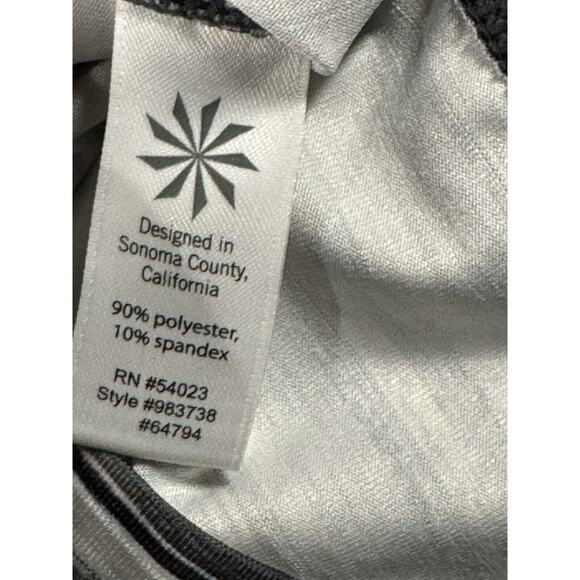 Designed in
Sonoma County,
California
90% polyester,
10% spandex
RN #54023
Style #983738
#64794